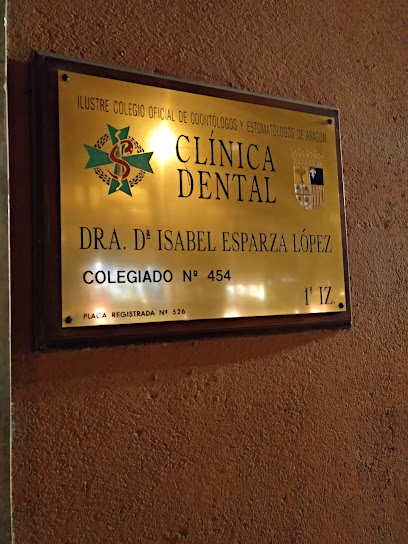 ILUSTRE COLEGIO OFICIAL DE ODONTÓLOGOS Y ESTOMATÓLOGOS DE ARAGÓN
CLÍNICA
DENTAL
DRA. Dª ISABEL ESPARZA LÓPEZ
COLEGIADO Nº 454
1º IZ.
PLACA REGISTRADA Nº 526